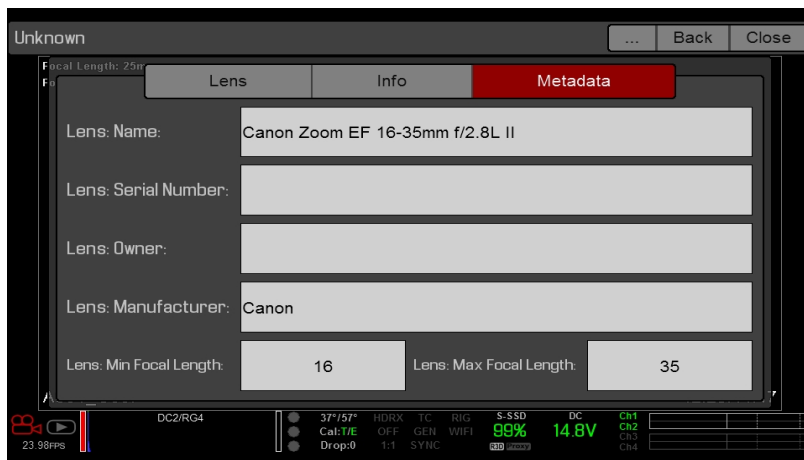 Unknown ... Back Close
Focal Length: 25m
Lens Info Metadata
Lens: Name: Canon Zoom EF 16-35mm f/2.8L II
Lens: Serial Number:
Lens: Owner:
Lens: Manufacturer: Canon
Lens: Min Focal Length: 16 Lens: Max Focal Length: 35
DC2/RG4 37°/57° HDRX TC RIG S-SSD DC Ch1
Cal:T/E OFF GEN WIFI 99% 14.8V Ch2
Ch3
23.98FPS Drop:0 1:1 SYNC R3D Proxy Ch4